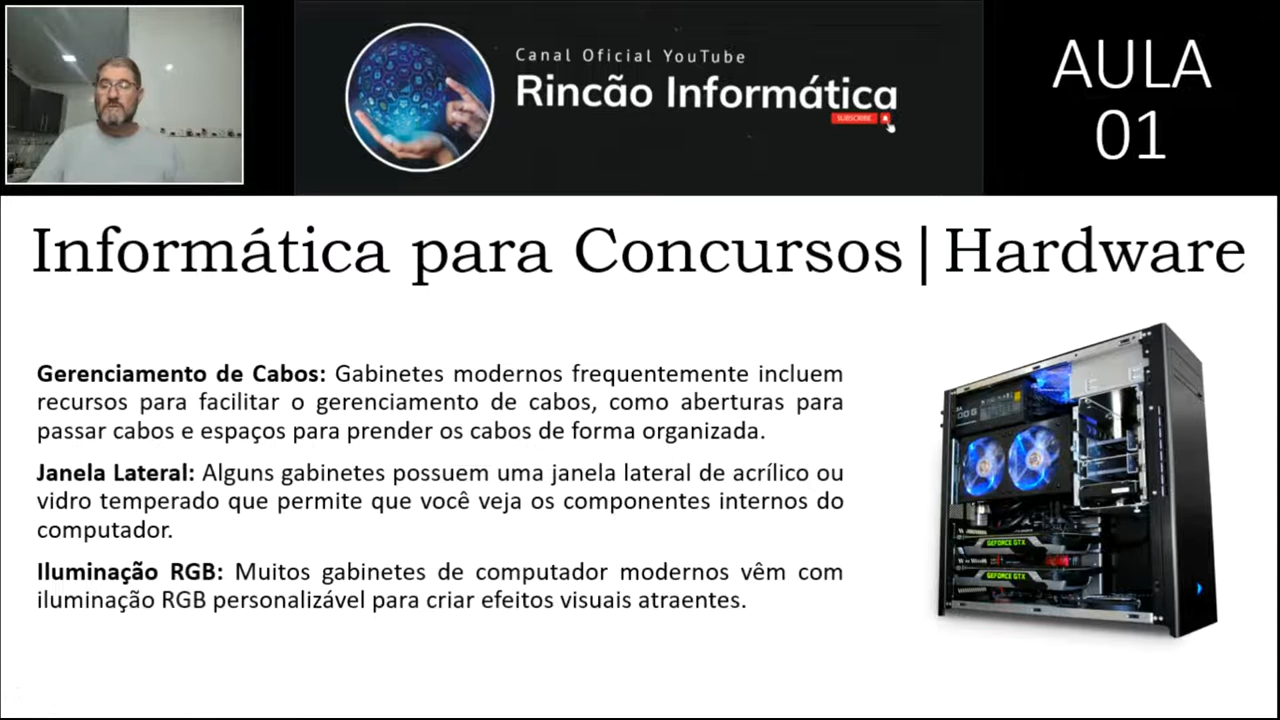 Canal Oficial YouTube
Rincão Informática
SUBSCRIBE
AULA
01
Informática para Concursos|Hardware
Gerenciamento de Cabos: Gabinetes modernos frequentemente incluem
recursos para facilitar o gerenciamento de cabos, como aberturas para
passar cabos e espaços para prender os cabos de forma organizada.
Janela Lateral: Alguns gabinetes possuem uma janela lateral de acrílico ou
vidro temperado que permite que você veja os componentes internos do
computador.
Iluminação RGB: Muitos gabinetes de computador modernos vêm com
iluminação RGB personalizável para criar efeitos visuais atraentes.
GEFORCE GTX
GEFORCE GTX